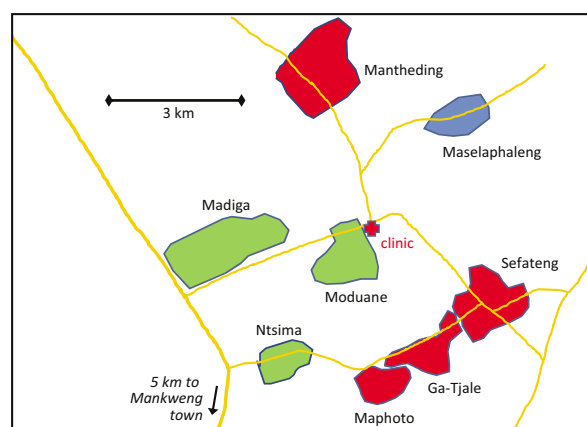 Mantheding
3 km
Maselaphaleng
Madiga
clinic
Sefateng
Moduane
Ntsima
5 km to
Mankweng
town
Ga-Tjale
Maphoto